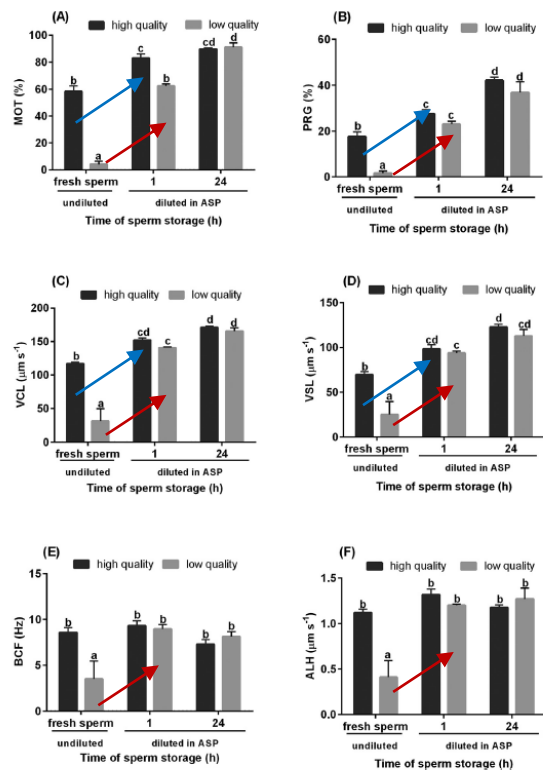 (A)
high quality
low quality
MOT (%)
100
80
60
40
20
0
b
a
c
b
cd
d
fresh sperm
1
24
undiluted
diluted in ASP
Time of sperm storage (h)
(B)
high quality
low quality
PRG (%)
60
40
20
0
b
a
c
c
d
d
fresh sperm
1
24
undiluted
diluted in ASP
Time of sperm storage (h)
(C)
high quality
low quality
VCL (μm s⁻¹)
200
150
100
50
0
b
a
cd
c
d
d
fresh sperm
1
24
undiluted
diluted in ASP
Time of sperm storage (h)
(D)
high quality
low quality
VSL (μm s⁻¹)
150
100
50
0
b
a
cd
c
d
cd
fresh sperm
1
24
undiluted
diluted in ASP
Time of sperm storage (h)
(E)
high quality
low quality
BCF (Hz)
15
10
5
0
b
a
b
b
b
b
fresh sperm
1
24
undiluted
diluted in ASP
Time of sperm storage (h)
(F)
high quality
low quality
ALH (μm s⁻¹)
1.5
1.0
0.5
0.0
b
a
b
b
b
b
fresh sperm
1
24
undiluted
diluted in ASP
Time of sperm storage (h)